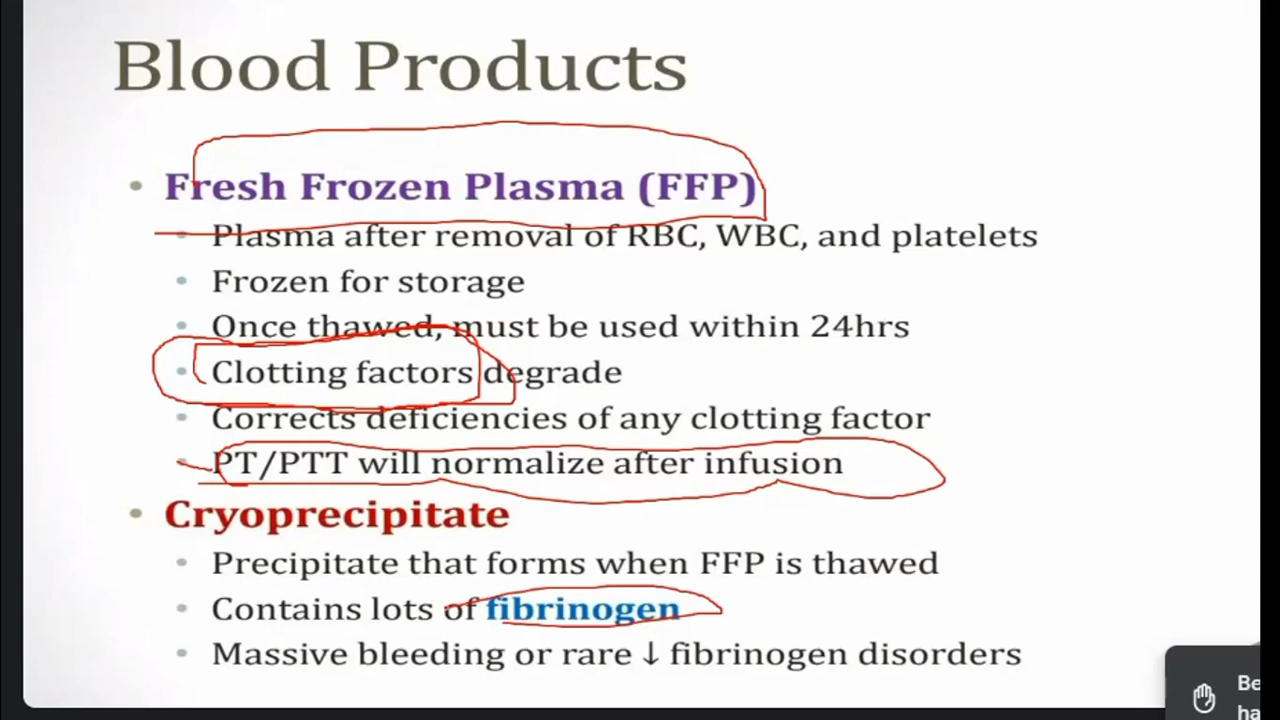 Blood Products
• Fresh Frozen Plasma (FFP)
• Plasma after removal of RBC, WBC, and platelets
• Frozen for storage
• Once thawed, must be used within 24hrs
• Clotting factors degrade
• Corrects deficiencies of any clotting factor
• PT/PTT will normalize after infusion
• Cryoprecipitate
• Precipitate that forms when FFP is thawed
• Contains lots of fibrinogen
• Massive bleeding or rare ↓ fibrinogen disorders
Be
ha